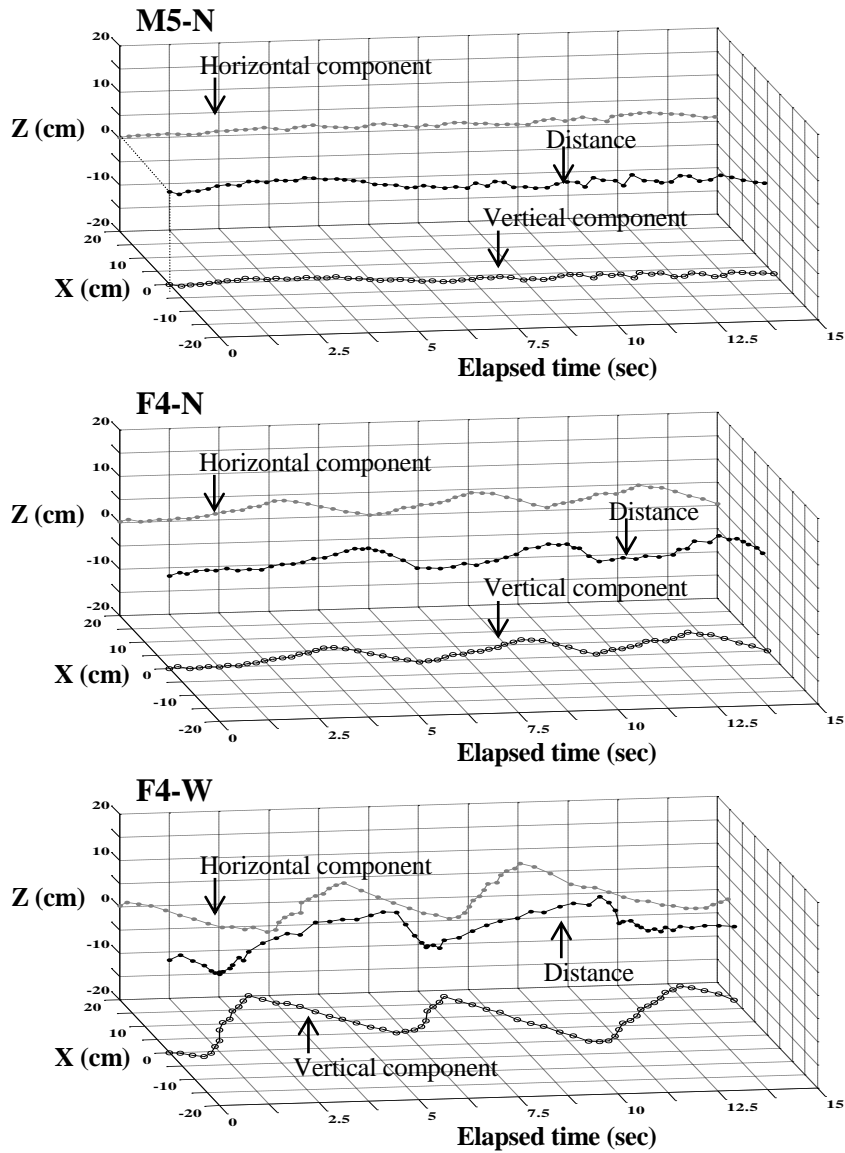 M5-N
20
Horizontal component
10
Z (cm)
0
Distance
-10
Vertical component
-20
20
10
X (cm)
0
-10
-20
0
2.5
5
7.5
10
12.5
15
Elapsed time (sec)
F4-N
20
Horizontal component
10
Z (cm)
0
Distance
-10
Vertical component
-20
20
10
X (cm)
0
-10
-20
0
2.5
5
7.5
10
12.5
15
Elapsed time (sec)
F4-W
20
10
Horizontal component
Z (cm)
0
-10
Distance
-20
20
10
X (cm)
0
Vertical component
-10
-20
0
2.5
5
7.5
10
12.5
15
Elapsed time (sec)